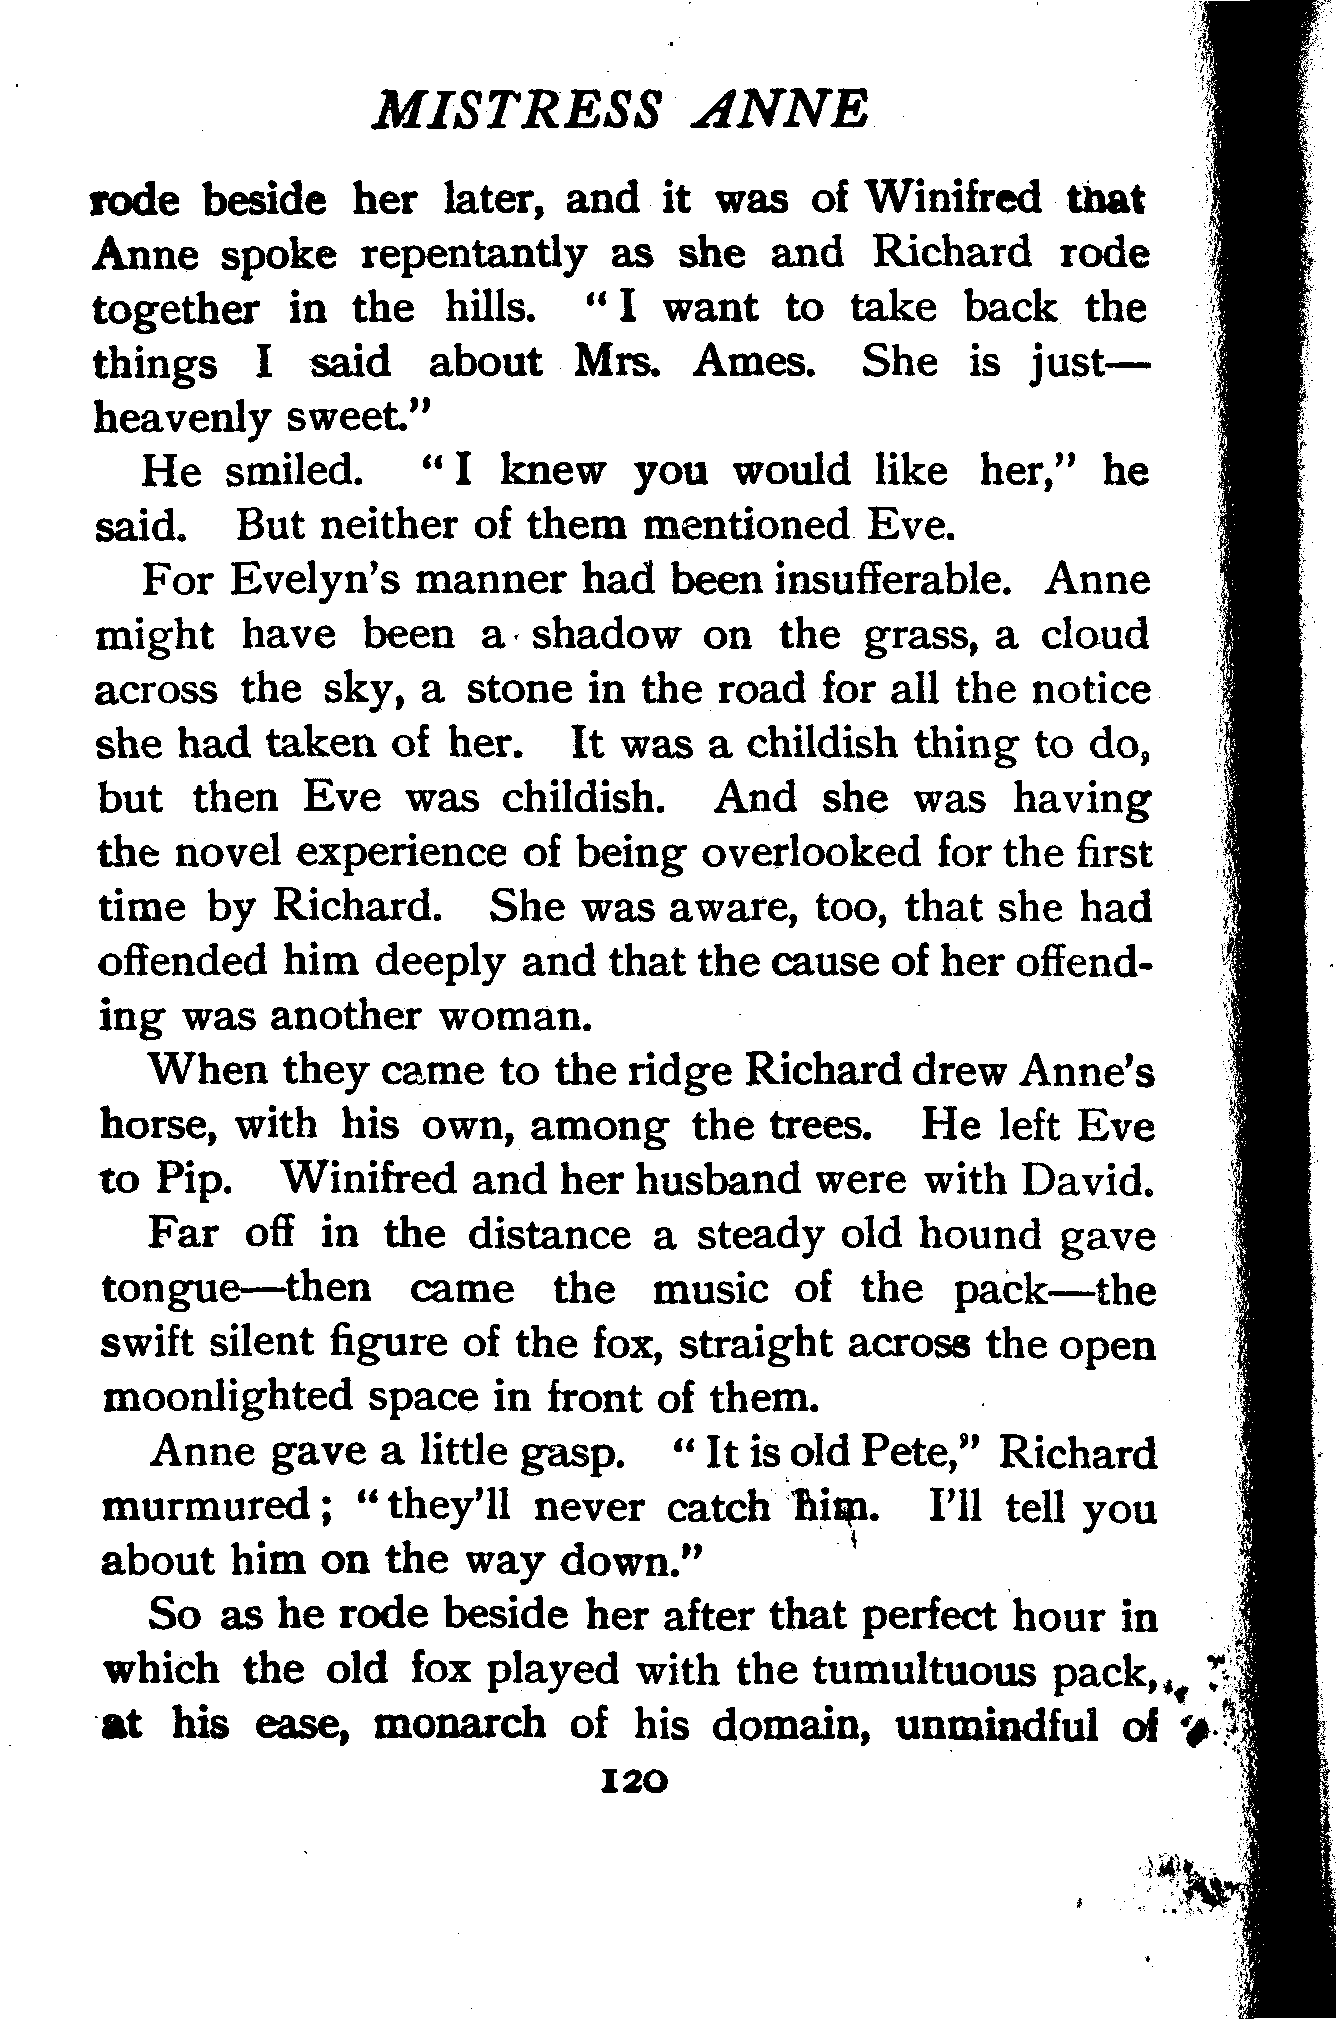 MISTRESS ANNE
rode beside her later, and it was of Winifred that
Anne spoke repentantly as she and Richard rode
together in the hills. “ I want to take back the
things I said about Mrs. Ames. She is just—
heavenly sweet.”
He smiled. “ I knew you would like her,” he
said. But neither of them mentioned Eve.
For Evelyn’s manner had been insufferable. Anne
might have been a shadow on the grass, a cloud
across the sky, a stone in the road for all the notice
she had taken of her. It was a childish thing to do,
but then Eve was childish. And she was having
the novel experience of being overlooked for the first
time by Richard. She was aware, too, that she had
offended him deeply and that the cause of her offend-
ing was another woman.
When they came to the ridge Richard drew Anne’s
horse, with his own, among the trees. He left Eve
to Pip. Winifred and her husband were with David.
Far off in the distance a steady old hound gave
tongue—then came the music of the pack—the
swift silent figure of the fox, straight across the open
moonlighted space in front of them.
Anne gave a little gasp. “ It is old Pete,” Richard
murmured ; “ they’ll never catch him. I’ll tell you
about him on the way down.”
So as he rode beside her after that perfect hour in
which the old fox played with the tumultuous pack,
at his ease, monarch of his domain, unmindful of
120